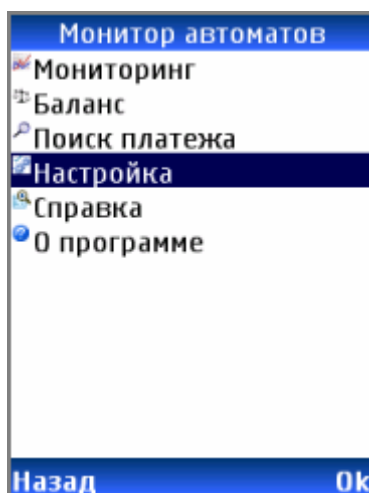 Монитор автоматов
Мониторинг
Баланс
Поиск платежа
Настройка
Справка
О программе
Назад Ok